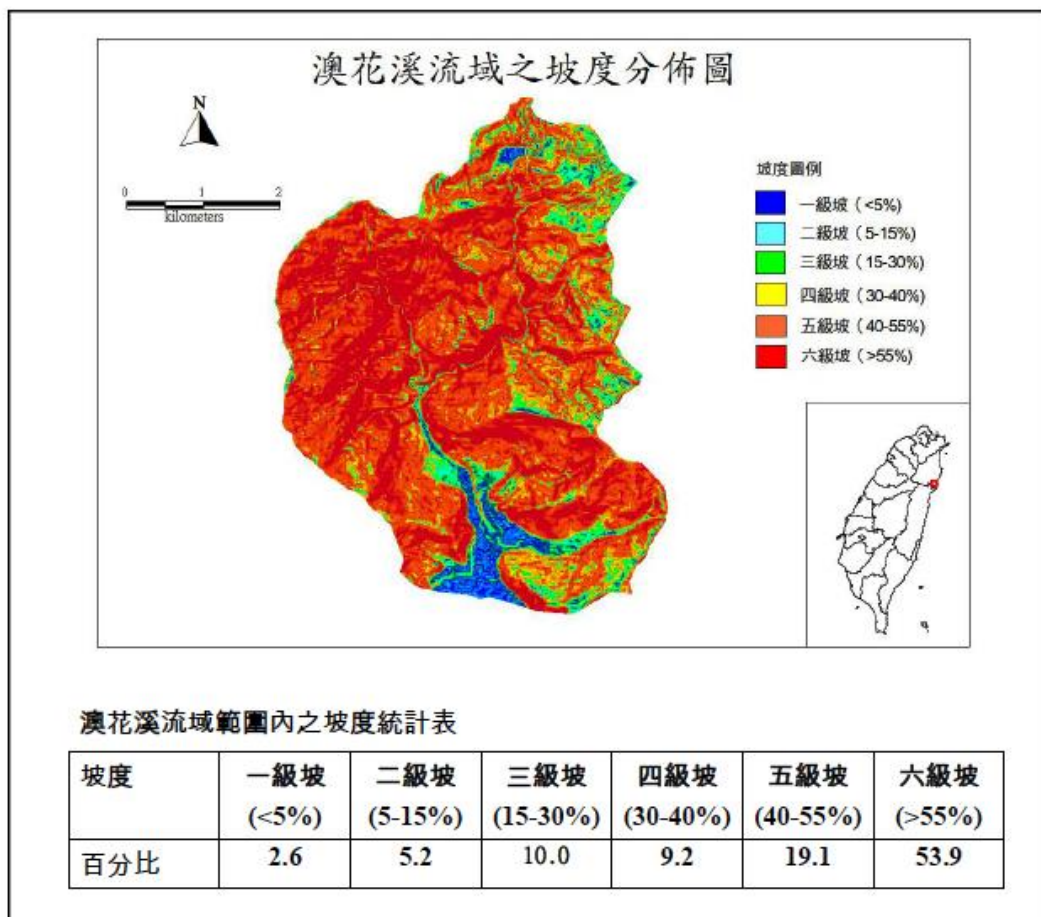 澳花溪流域之坡度分佈圖
N
0 1 2
kilometers
坡度圖例
一級坡（<5%)
二級坡（5-15%)
三級坡（15-30%)
四級坡（30-40%)
五級坡（40-55%)
六級坡（>55%)
澳花溪流域範圍內之坡度統計表
坡度 一級坡 二級坡 三級坡 四級坡 五級坡 六級坡
(<5%) (5-15%) (15-30%) (30-40%) (40-55%) (>55%)
百分比 2.6 5.2 10.0 9.2 19.1 53.9